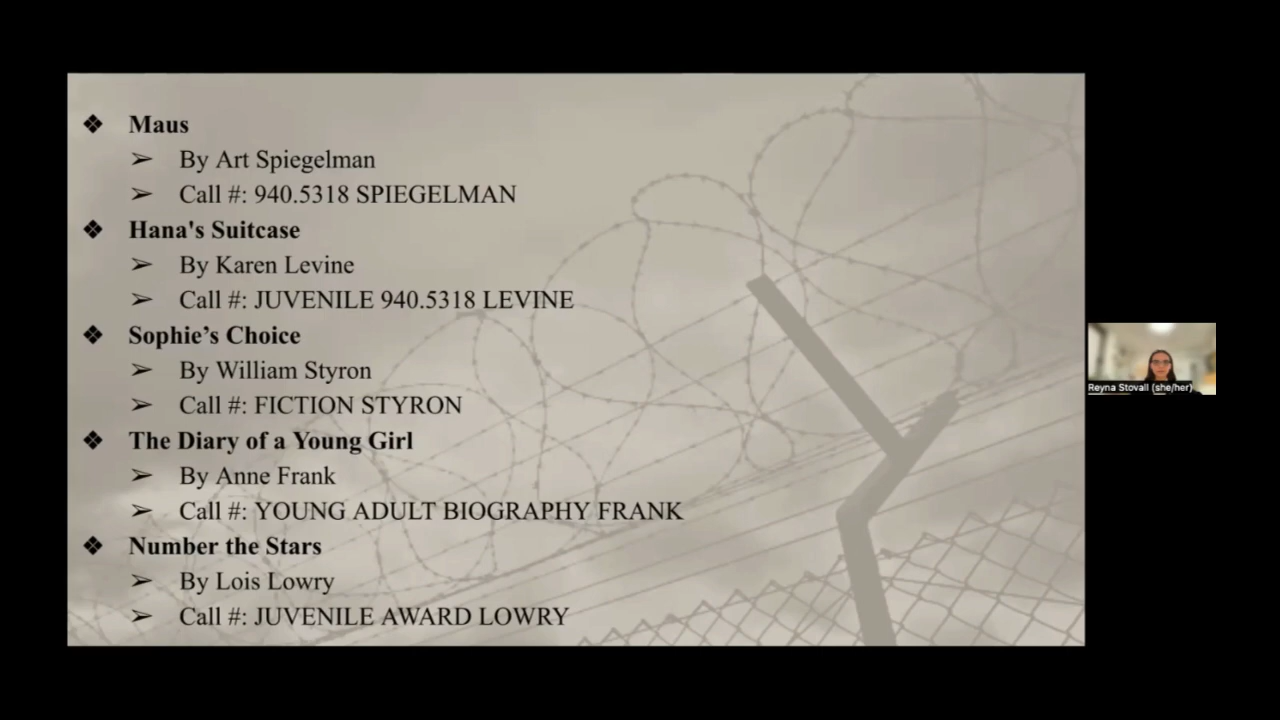 ❖ Maus
➢ By Art Spiegelman
➢ Call #: 940.5318 SPIEGELMAN
❖ Hana's Suitcase
➢ By Karen Levine
➢ Call #: JUVENILE 940.5318 LEVINE
❖ Sophie’s Choice
➢ By William Styron
➢ Call #: FICTION STYRON
❖ The Diary of a Young Girl
➢ By Anne Frank
➢ Call #: YOUNG ADULT BIOGRAPHY FRANK
❖ Number the Stars
➢ By Lois Lowry
➢ Call #: JUVENILE AWARD LOWRY
Reyna Stovall (she/her)